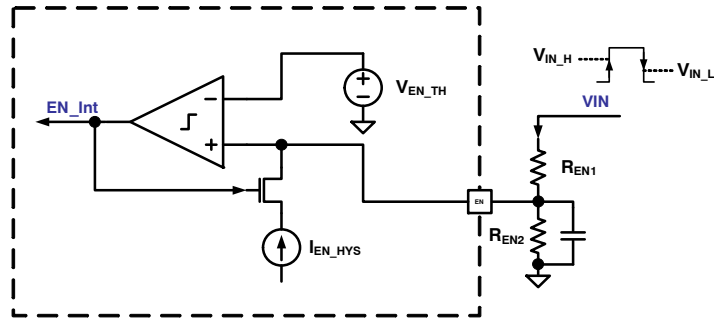 V_IN_H
V_IN_L
V_EN_TH
EN_Int
VIN
R_EN1
EN
R_EN2
I_EN_HYS